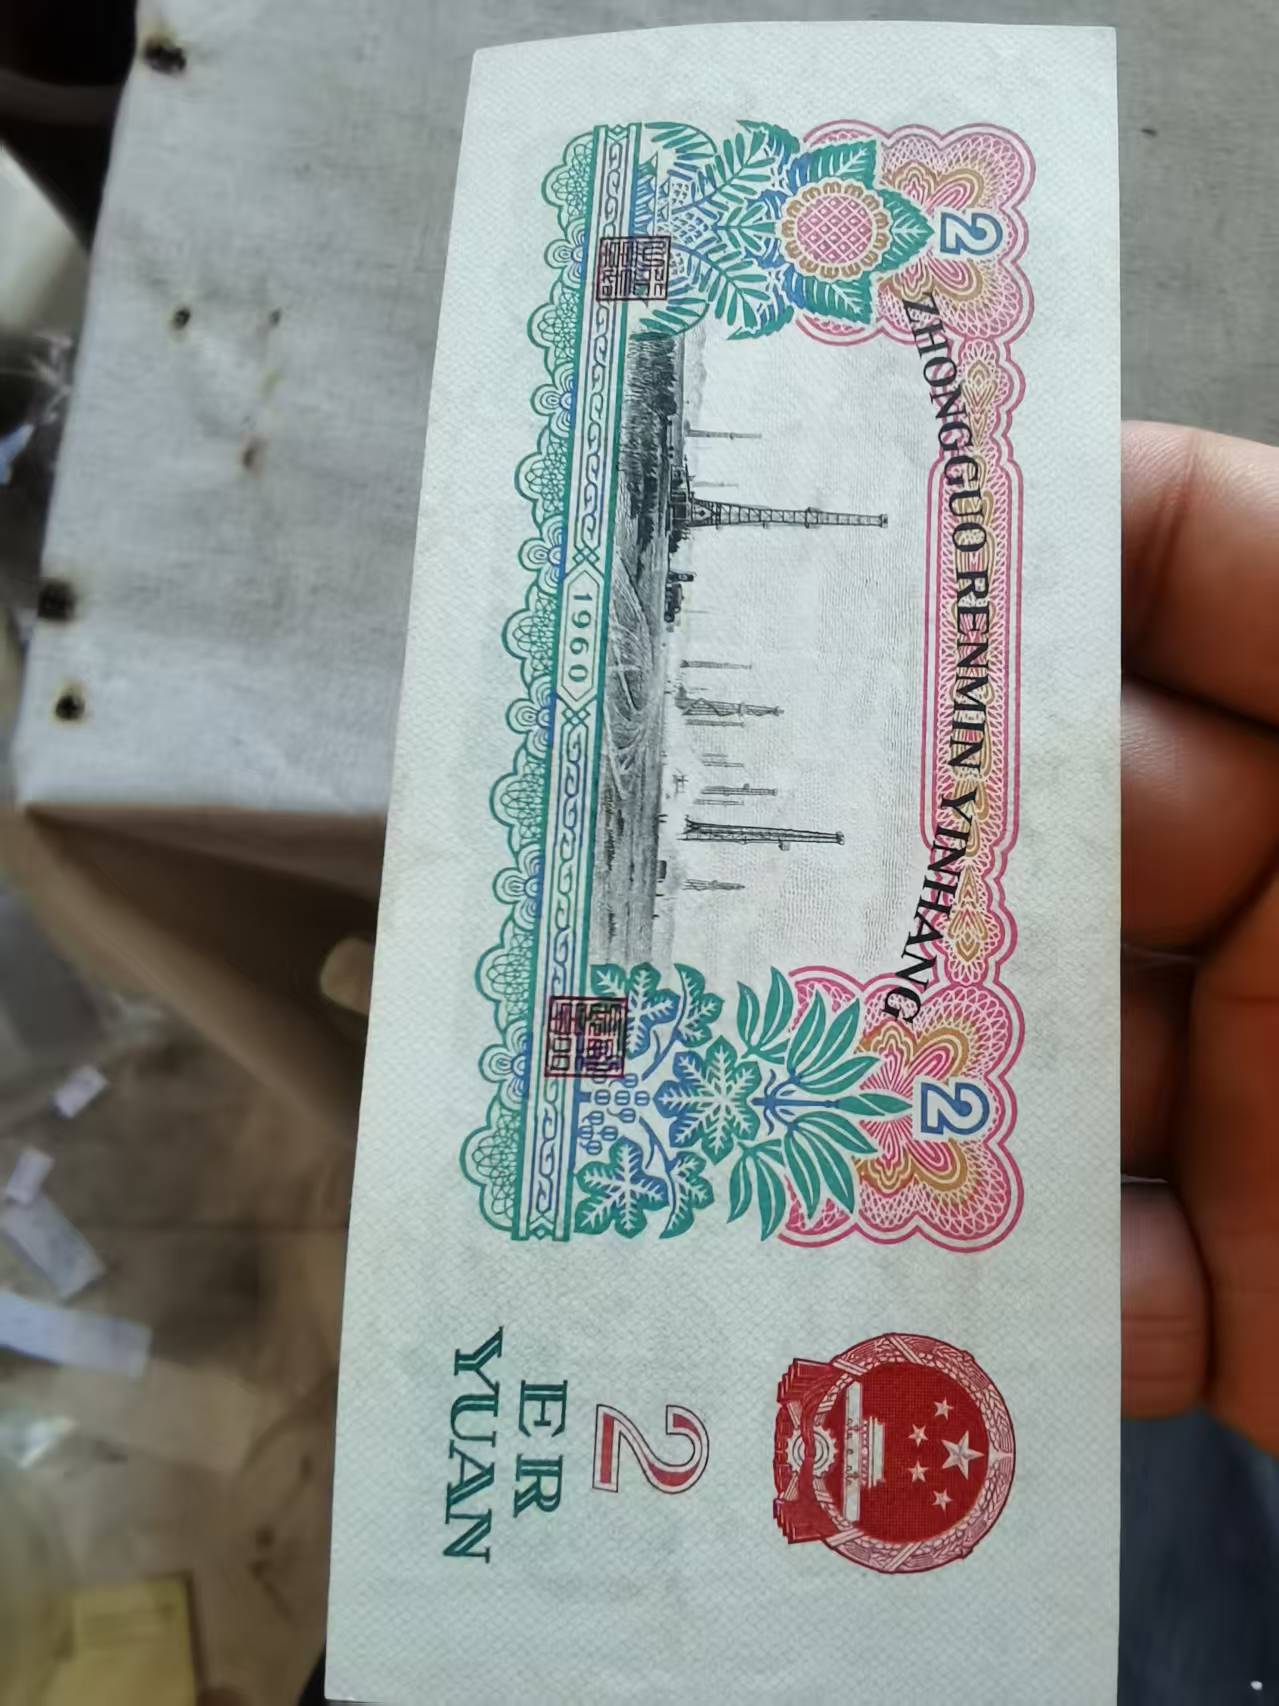 2
ZHONGGUO RENMIN YINHANG
2
1960
2
ER
YUAN